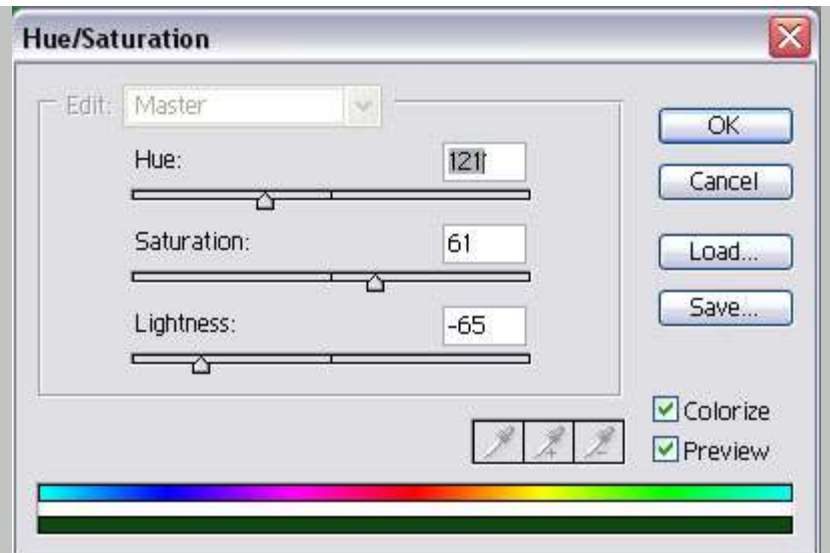 Hue/Saturation
Edit: Master
OK
Hue: 121
Cancel
Saturation: 61
Load...
Save...
Lightness: -65
Colorize
Preview